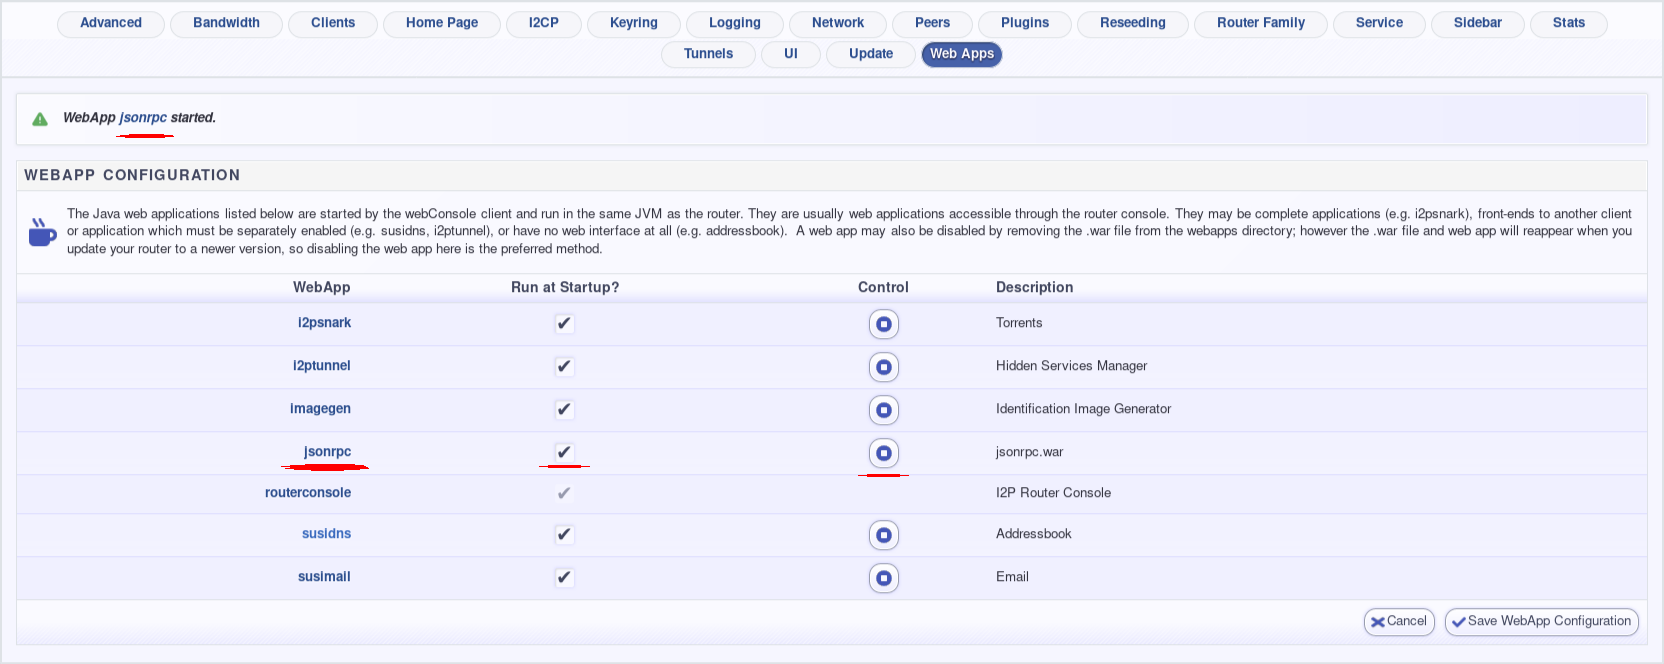 Advanced Bandwidth Clients Home Page I2CP Keyring Logging Network Peers Plugins Reseeding Router Family Service Sidebar Stats
Tunnels UI Update Web Apps
WebApp jsonrpc started.
WEBAPP CONFIGURATION
The Java web applications listed below are started by the webConsole client and run in the same JVM as the router. They are usually web applications accessible through the router console. They may be complete applications (e.g. i2psnark), front-ends to another client
or application which must be separately enabled (e.g. susidns, i2ptunnel), or have no web interface at all (e.g. addressbook). A web app may also be disabled by removing the .war file from the webapps directory; however the .war file and web app will reappear when you
update your router to a newer version, so disabling the web app here is the preferred method.
WebApp Run at Startup? Control Description
i2psnark Torrents
i2ptunnel Hidden Services Manager
imagegen Identification Image Generator
jsonrpc jsonrpc.war
routerconsole I2P Router Console
susidns Addressbook
susimail Email
Cancel Save WebApp Configuration